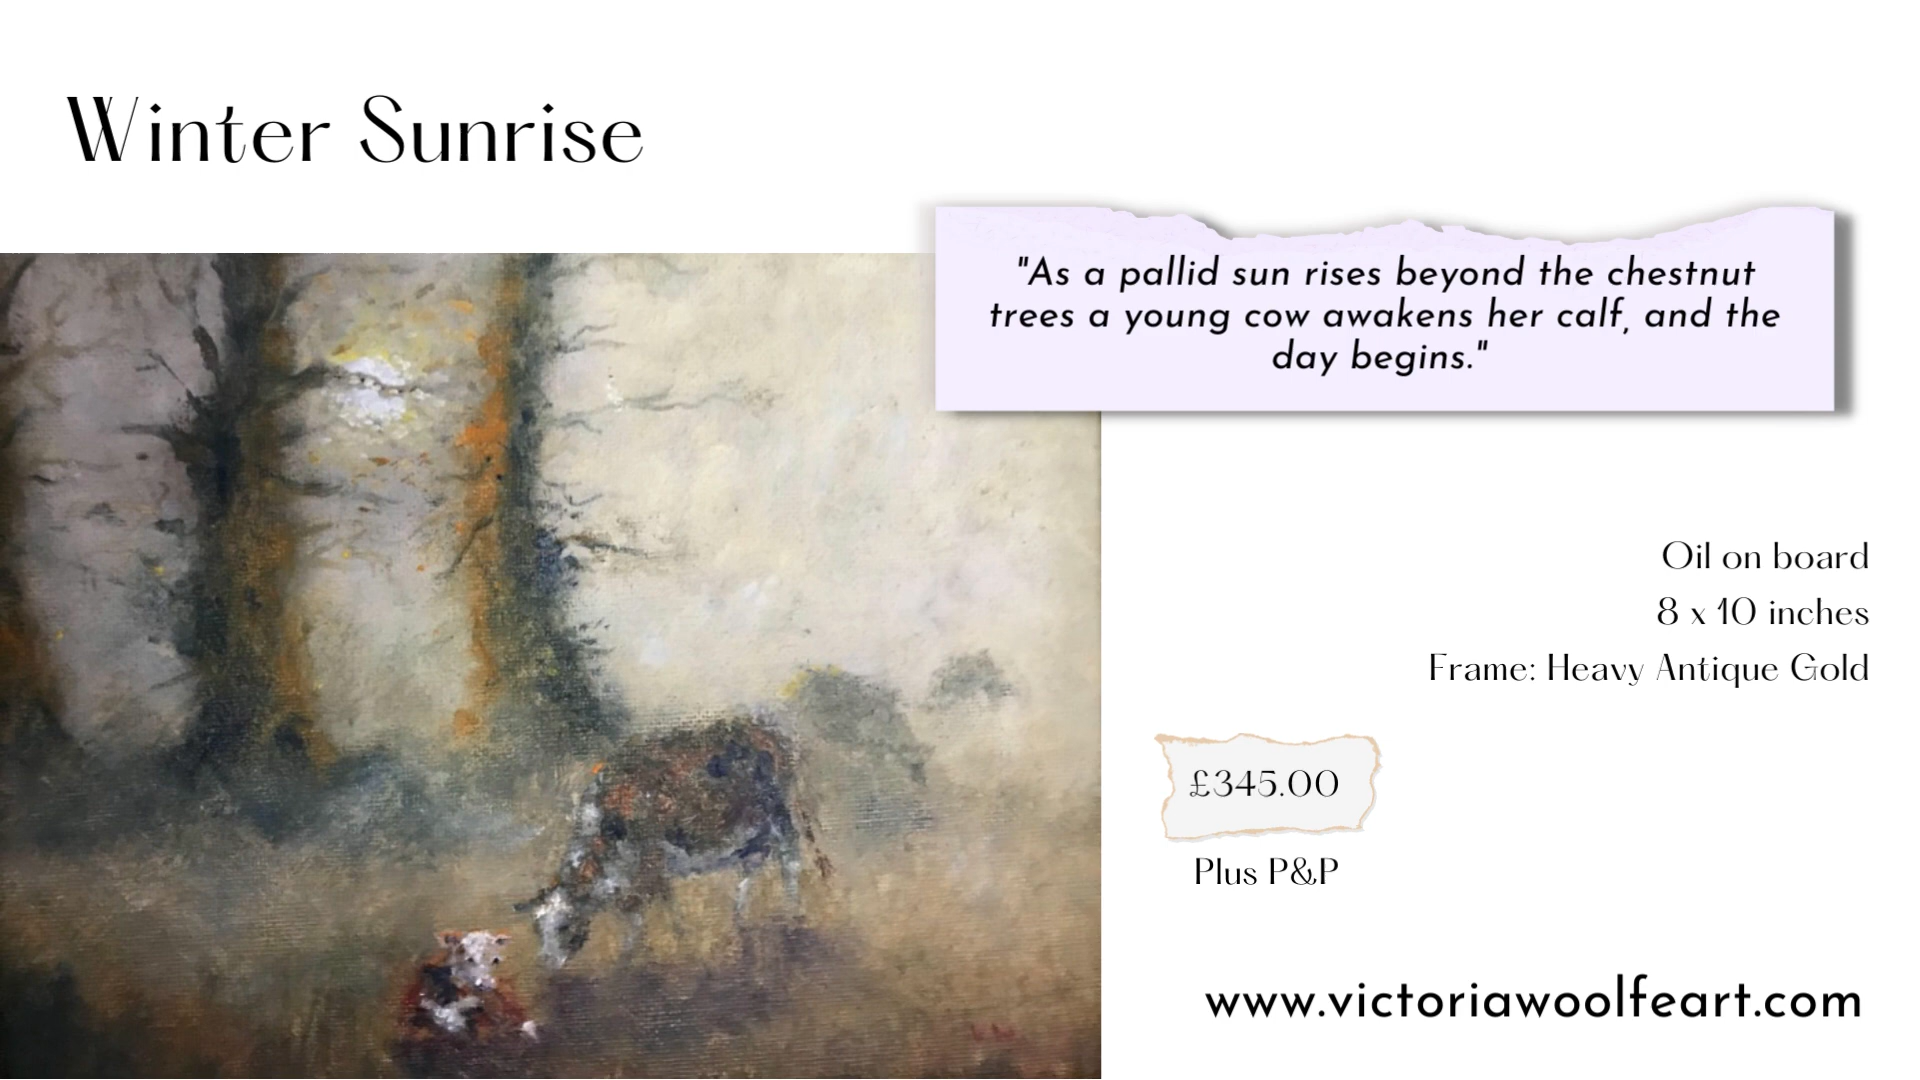 Winter Sunrise
"As a pallid sun rises beyond the chestnut
trees a young cow awakens her calf, and the
day begins."
Oil on board
8 x 10 inches
Frame: Heavy Antique Gold
£345.00
Plus P&P
www.victoriawoolfeart.com